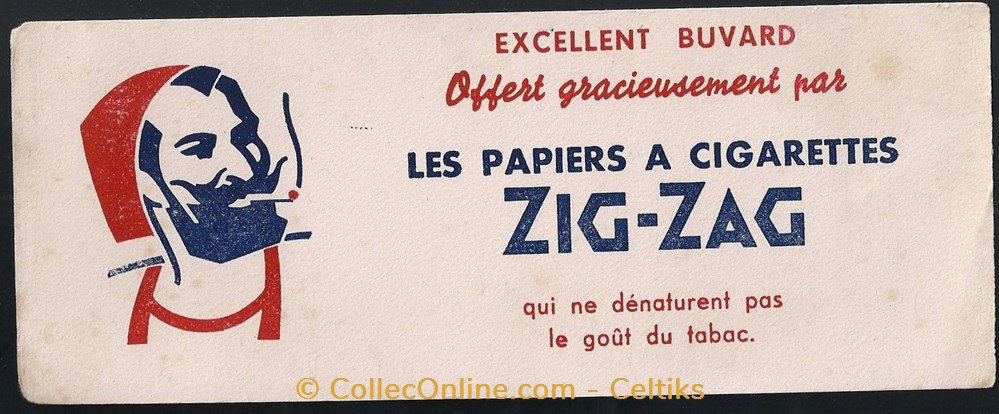 EXCELLENT BUVARD
Offert gracieusement par
LES PAPIERS A CIGARETTES
ZIG-ZAG
qui ne dénaturent pas
le goût du tabac.
© CollecOnline.com - Celtiks